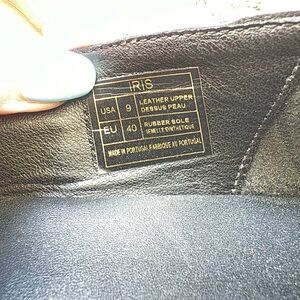 IRIS
USA 9 LEATHER UPPER
DESSUS PEAU
EU 40 RUBBER SOLE
SEMELLE SYNTHETIQUE
MADE IN PORTUGAL FABRIQUE AU PORTUGAL